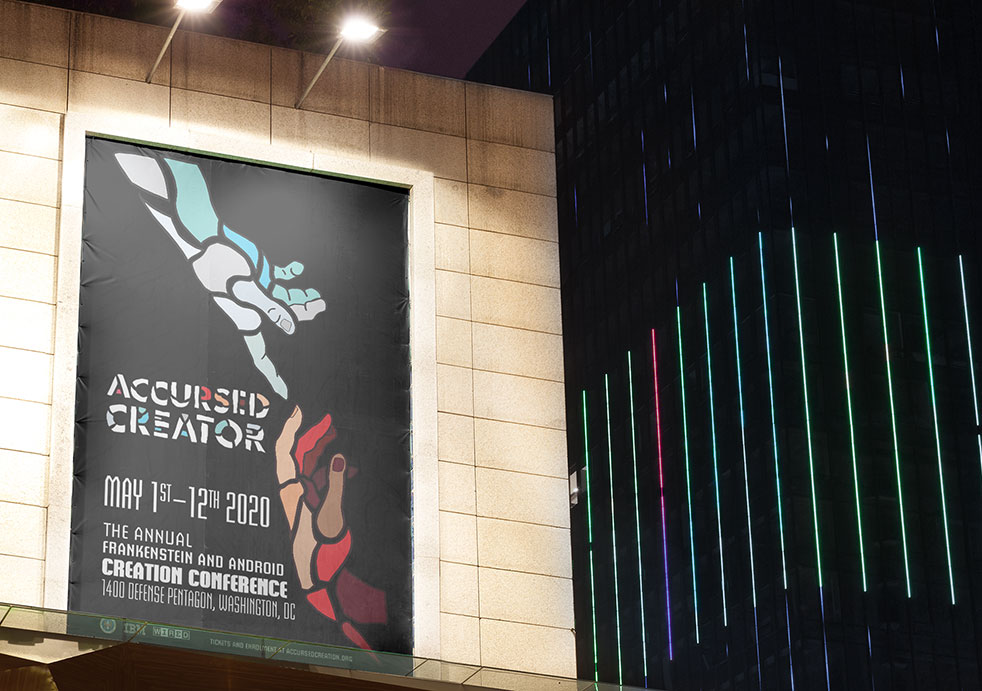 ACCURSED
CREATOR
MAY 1ST–12TH 2020
THE ANNUAL
FRANKENSTEIN AND ANDROID
CREATION CONFERENCE
1400 DEFENSE PENTAGON, WASHINGTON, DC
IBM WIRED TICKETS AND ENROLLMENT AT ACCURSEDCREATION.ORG